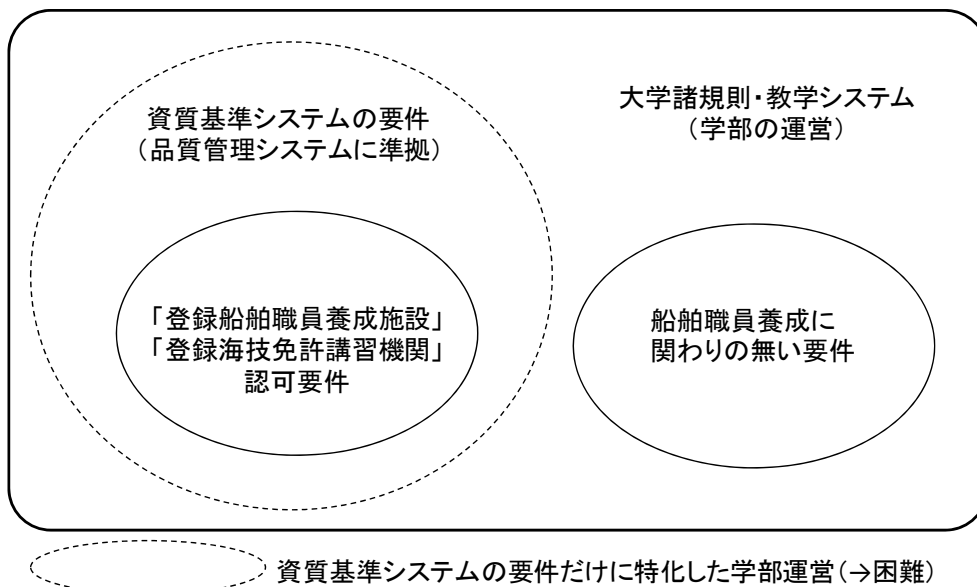 資質基準システムの要件
（品質管理システムに準拠）
大学諸規則・教学システム
（学部の運営）
「登録船舶職員養成施設」
「登録海技免許講習機関」
認可要件
船舶職員養成に
関わりの無い要件
資質基準システムの要件だけに特化した学部運営（→困難）